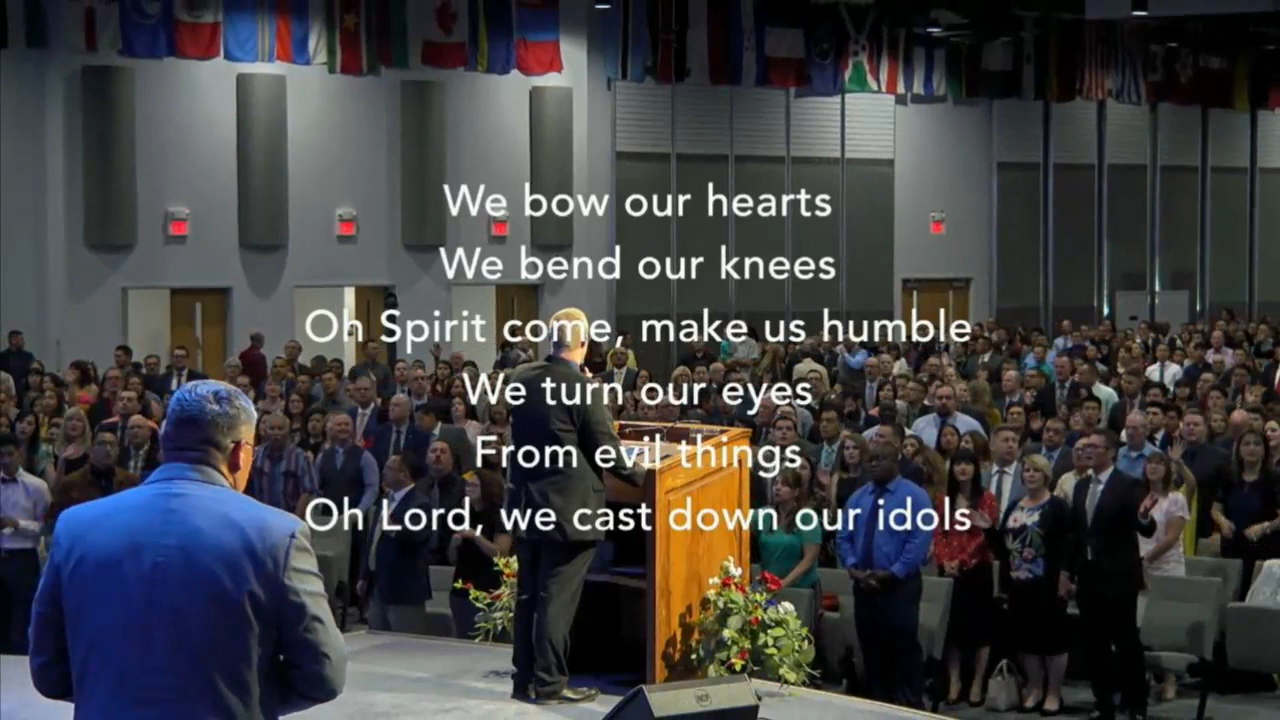 We bow our hearts
We bend our knees
Oh Spirit come, make us humble
We turn our eyes
From evil things
Oh Lord, we cast down our idols